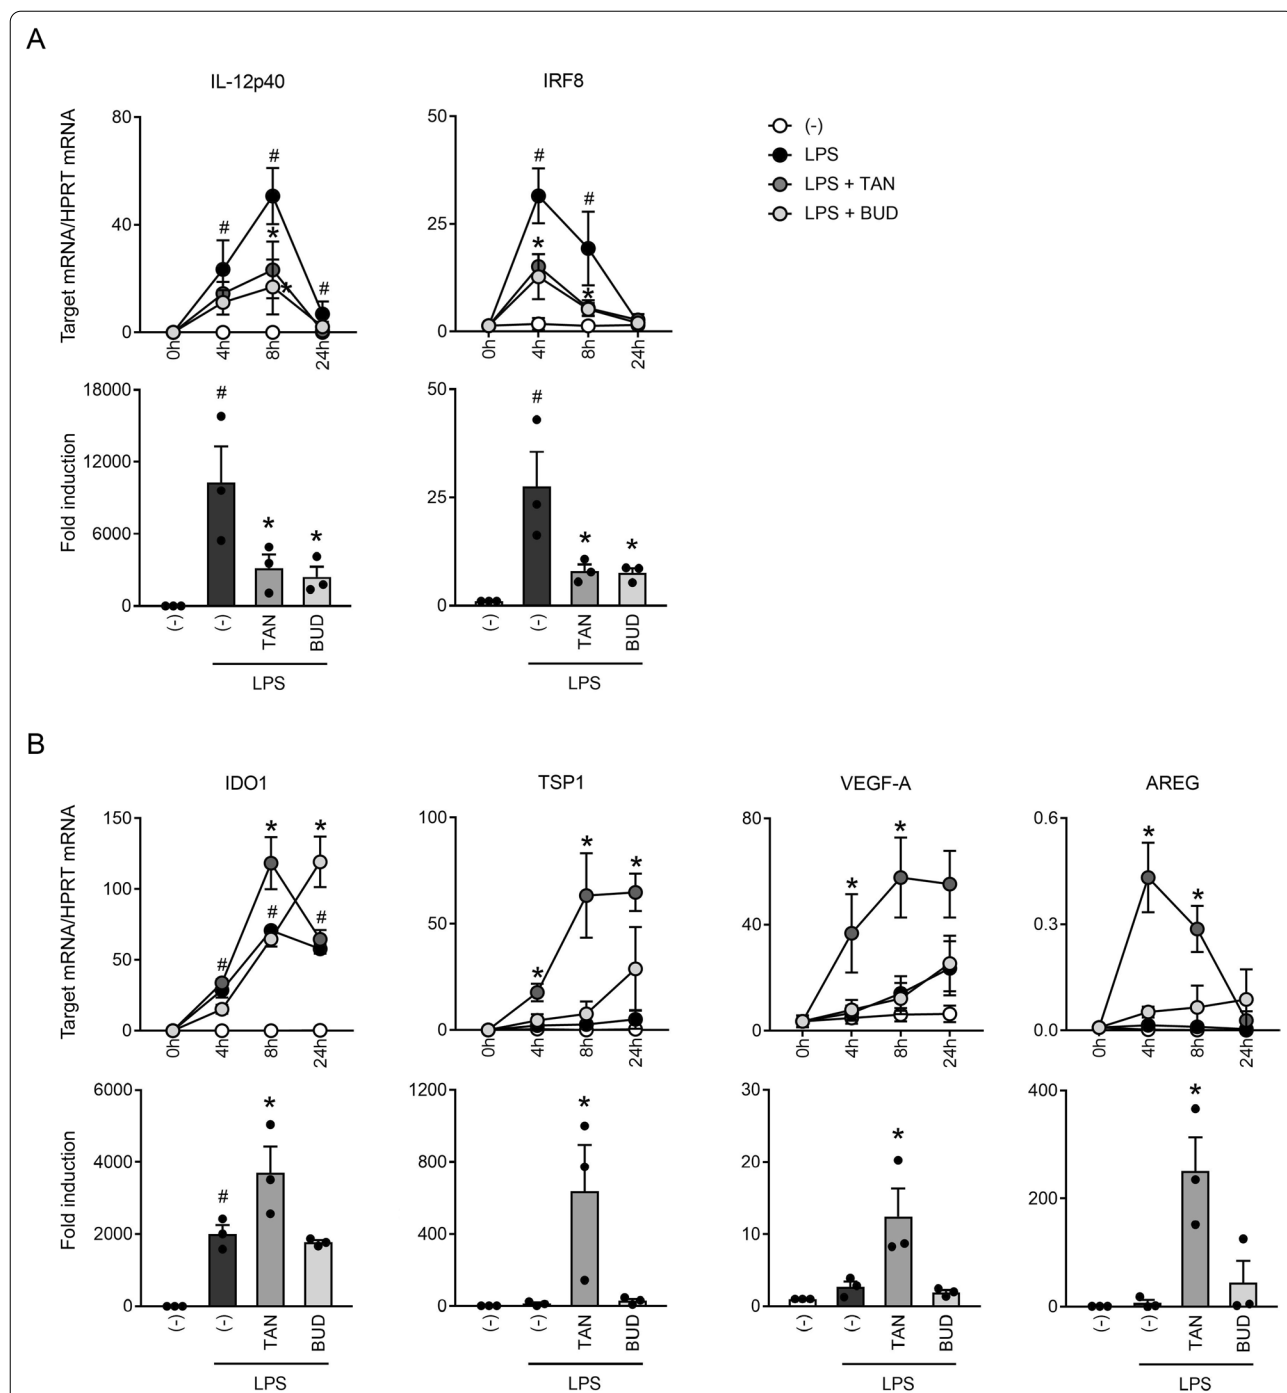 A
IL-12p40
IRF8
Target mRNA/HPRT mRNA
80
40
0
#
#
*
*
#
0h
4h
8h
24h
50
25
0
#
#
*
*
0h
4h
8h
24h
(-)
LPS
LPS + TAN
LPS + BUD
Fold induction
18000
12000
6000
0
#
*
*
(-)
(-)
TAN
BUD
LPS
50
25
0
#
*
*
(-)
(-)
TAN
BUD
LPS
B
IDO1
TSP1
VEGF-A
AREG
Target mRNA/HPRT mRNA
150
100
50
0
#
*
#
*
#
0h
4h
8h
24h
100
50
0
*
*
*
0h
4h
8h
24h
80
40
0
*
*
0h
4h
8h
24h
0.6
0.3
0.0
*
*
0h
4h
8h
24h
Fold induction
6000
4000
2000
0
#
*
(-)
(-)
TAN
BUD
LPS
1200
800
400
0
*
(-)
(-)
TAN
BUD
LPS
30
20
10
0
*
(-)
(-)
TAN
BUD
LPS
400
200
0
*
(-)
(-)
TAN
BUD
LPS